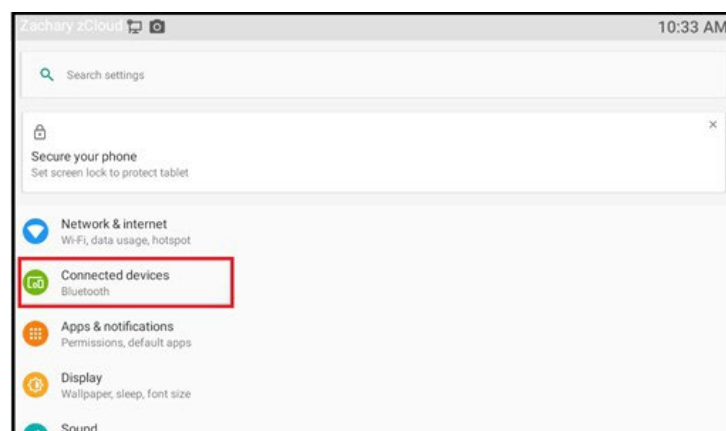 Zachary zCloud 10:33 AM
Search settings
Secure your phone
Set screen lock to protect tablet
Network & internet
Wi-Fi, data usage, hotspot
Connected devices
Bluetooth
Apps & notifications
Permissions, default apps
Display
Wallpaper, sleep, font size
Sound